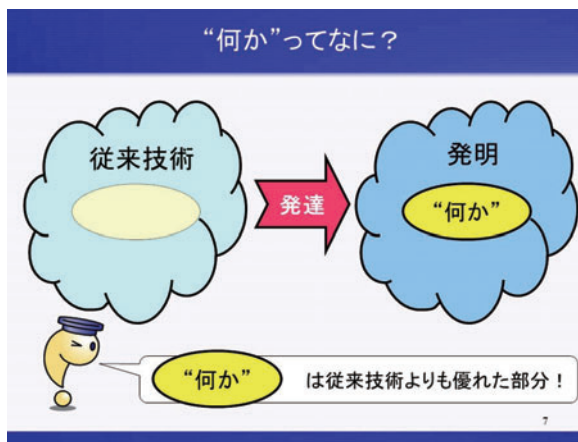 “何か”ってなに？
従来技術
発達
発明
“何か”
“何か” は従来技術よりも優れた部分！
7